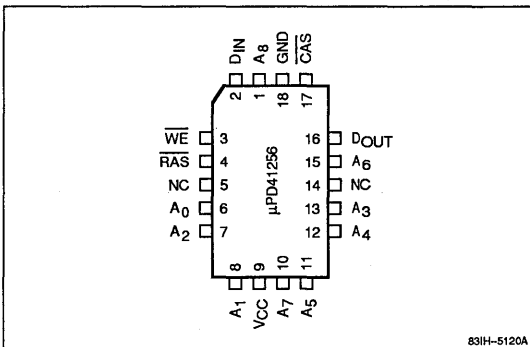 DIN A8 GND CAS
2 1 18 17
WE 3 16 DOUT
RAS 4 15 A6
NC 5 14 NC
A0 6 13 A3
A2 7 12 A4
µPD41256
8 9 10 11
A1 VCC A7 A5
83IH-5120A